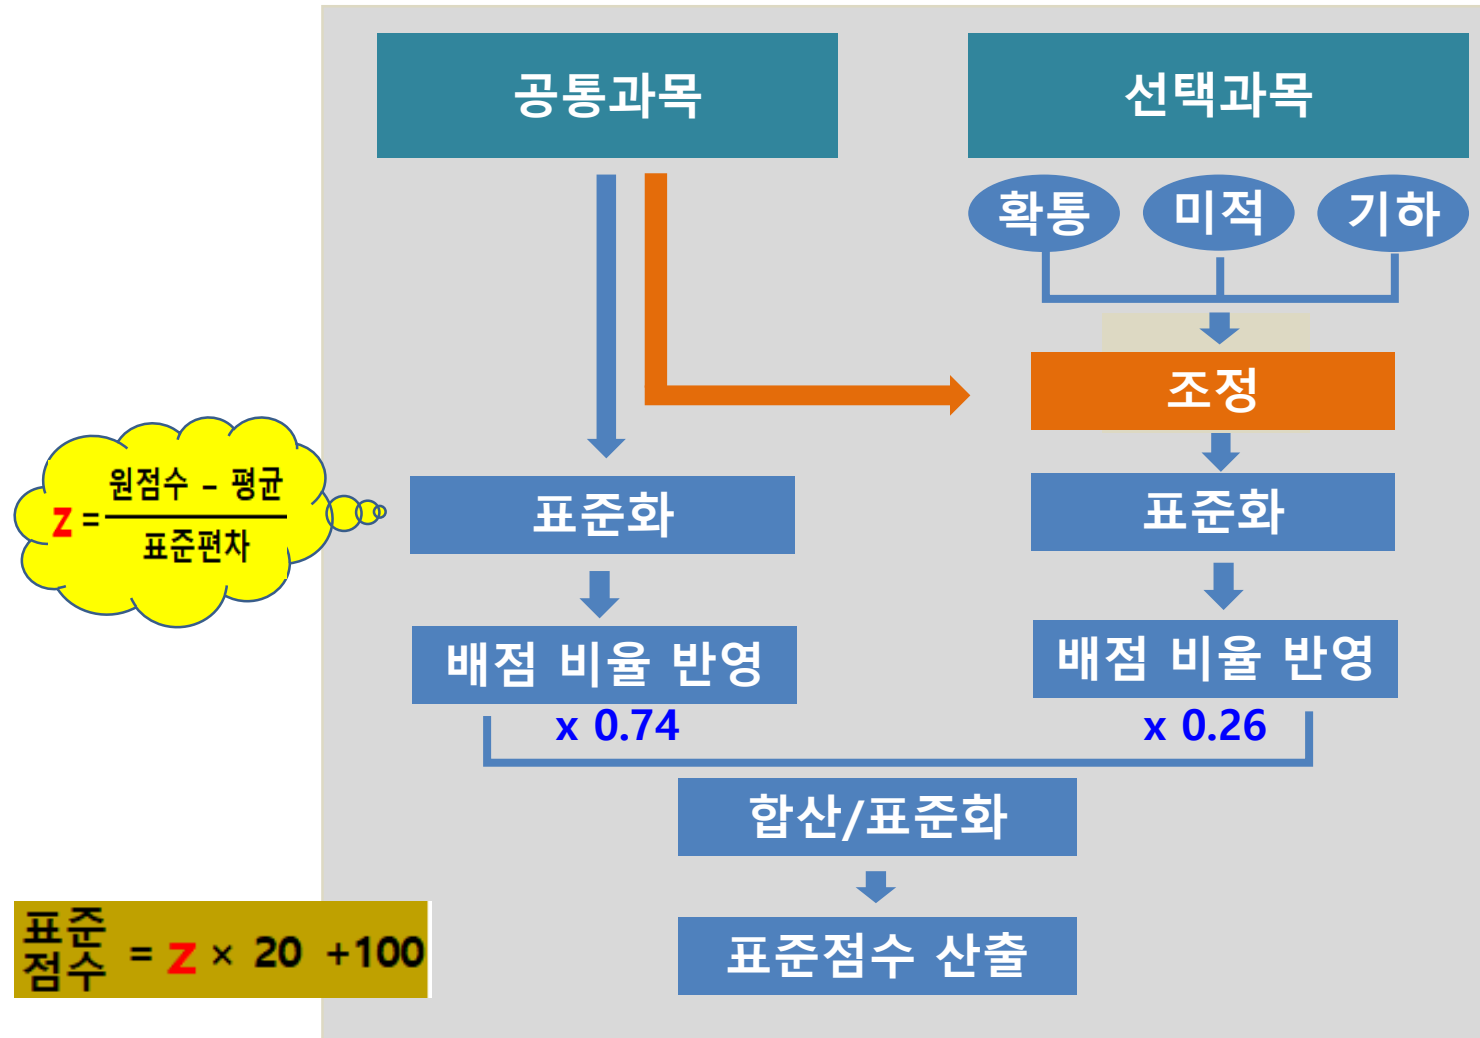 공통과목
선택과목
확통
미적
기하
조정
원점수 - 평균
z =
표준편차
표준화
표준화
배점 비율 반영
배점 비율 반영
x 0.74
x 0.26
합산/표준화
표준
점수 = z × 20 +100
표준점수 산출